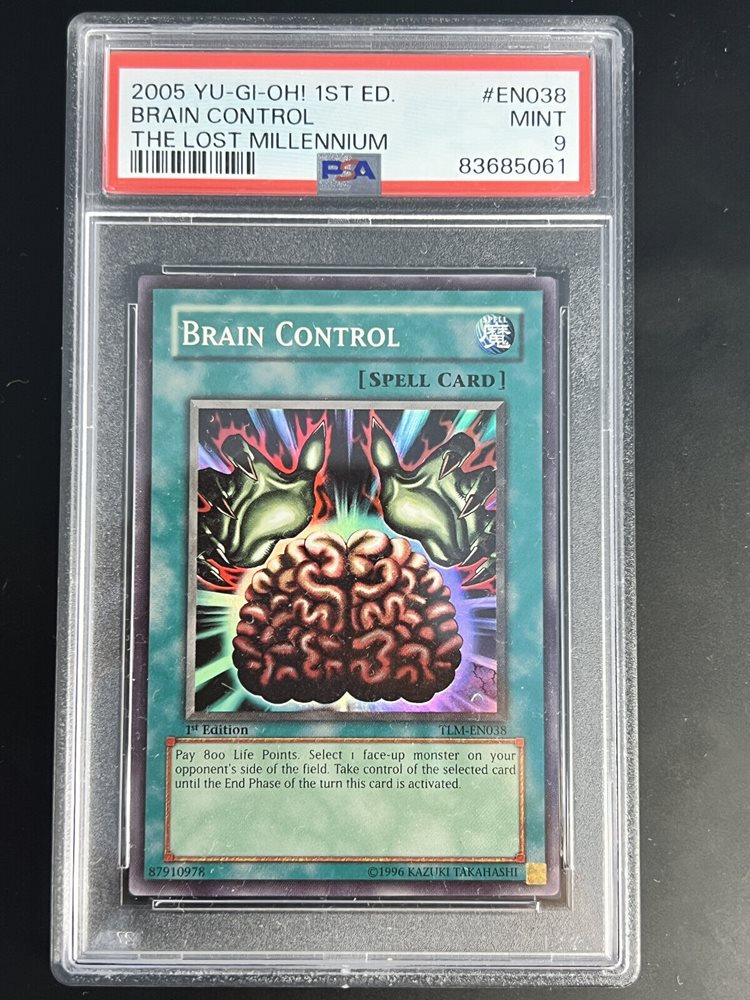 2005 YU-GI-OH! 1ST ED. #EN038
BRAIN CONTROL MINT
THE LOST MILLENNIUM 9
PSA 83685061
BRAIN CONTROL
SPELL
魔
[SPELL CARD]
1st Edition TLM-EN038
Pay 800 Life Points. Select 1 face-up monster on your
opponent's side of the field. Take control of the selected card
until the End Phase of the turn this card is activated.
87910978 ©1996 KAZUKI TAKAHASHI